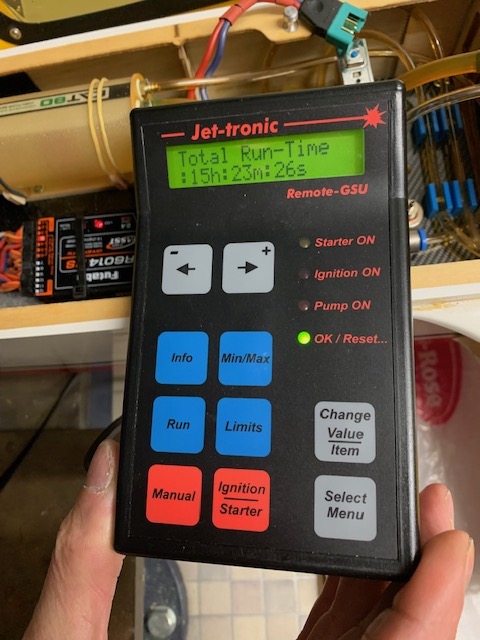 Jet-tronic
Total Run-Time
:15h:23m:26s
Remote-GSU
Starter ON
Ignition ON
Pump ON
OK / Reset...
-
+
Info
Min/Max
Run
Limits
Change
Value
Item
Manual
Ignition
Starter
Select
Menu
Futaba
R6014